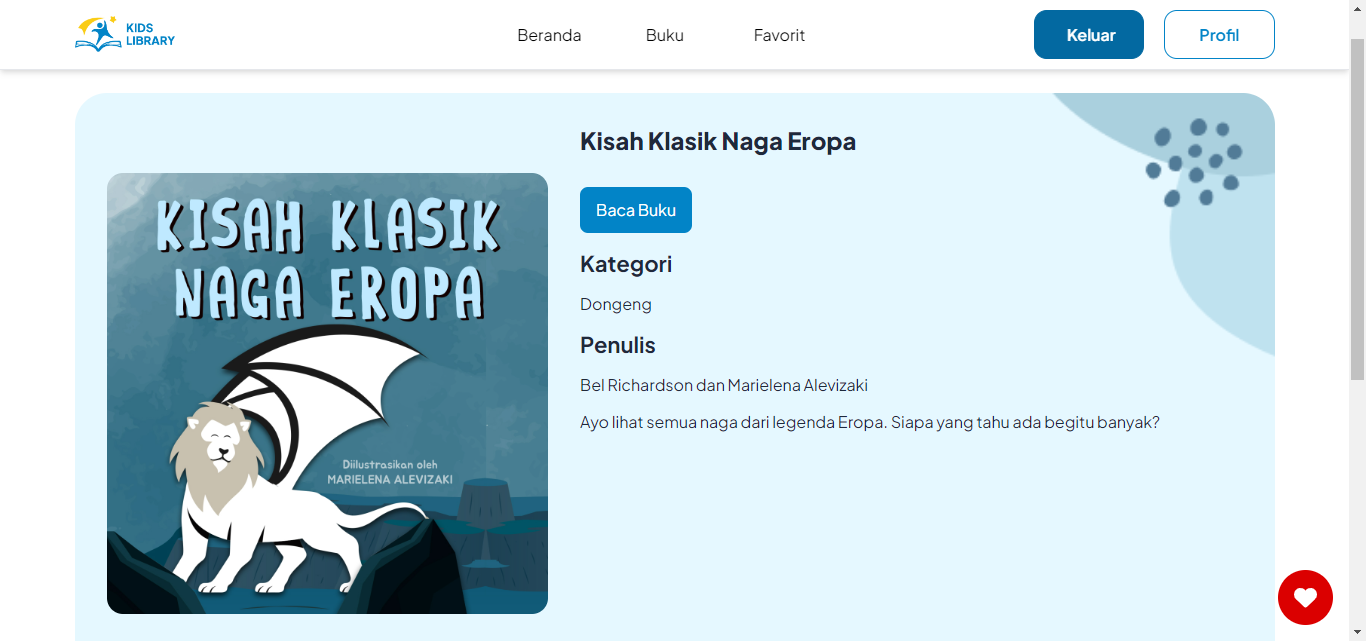 KIDS
LIBRARY
Beranda
Buku
Favorit
Keluar
Profil
Kisah Klasik Naga Eropa
KISAH KLASIK
NAGA EROPA
Diilustrasikan oleh
MARIELENA ALEVIZAKI
Baca Buku
Kategori
Dongeng
Penulis
Bel Richardson dan Marielena Alevizaki
Ayo lihat semua naga dari legenda Eropa. Siapa yang tahu ada begitu banyak?